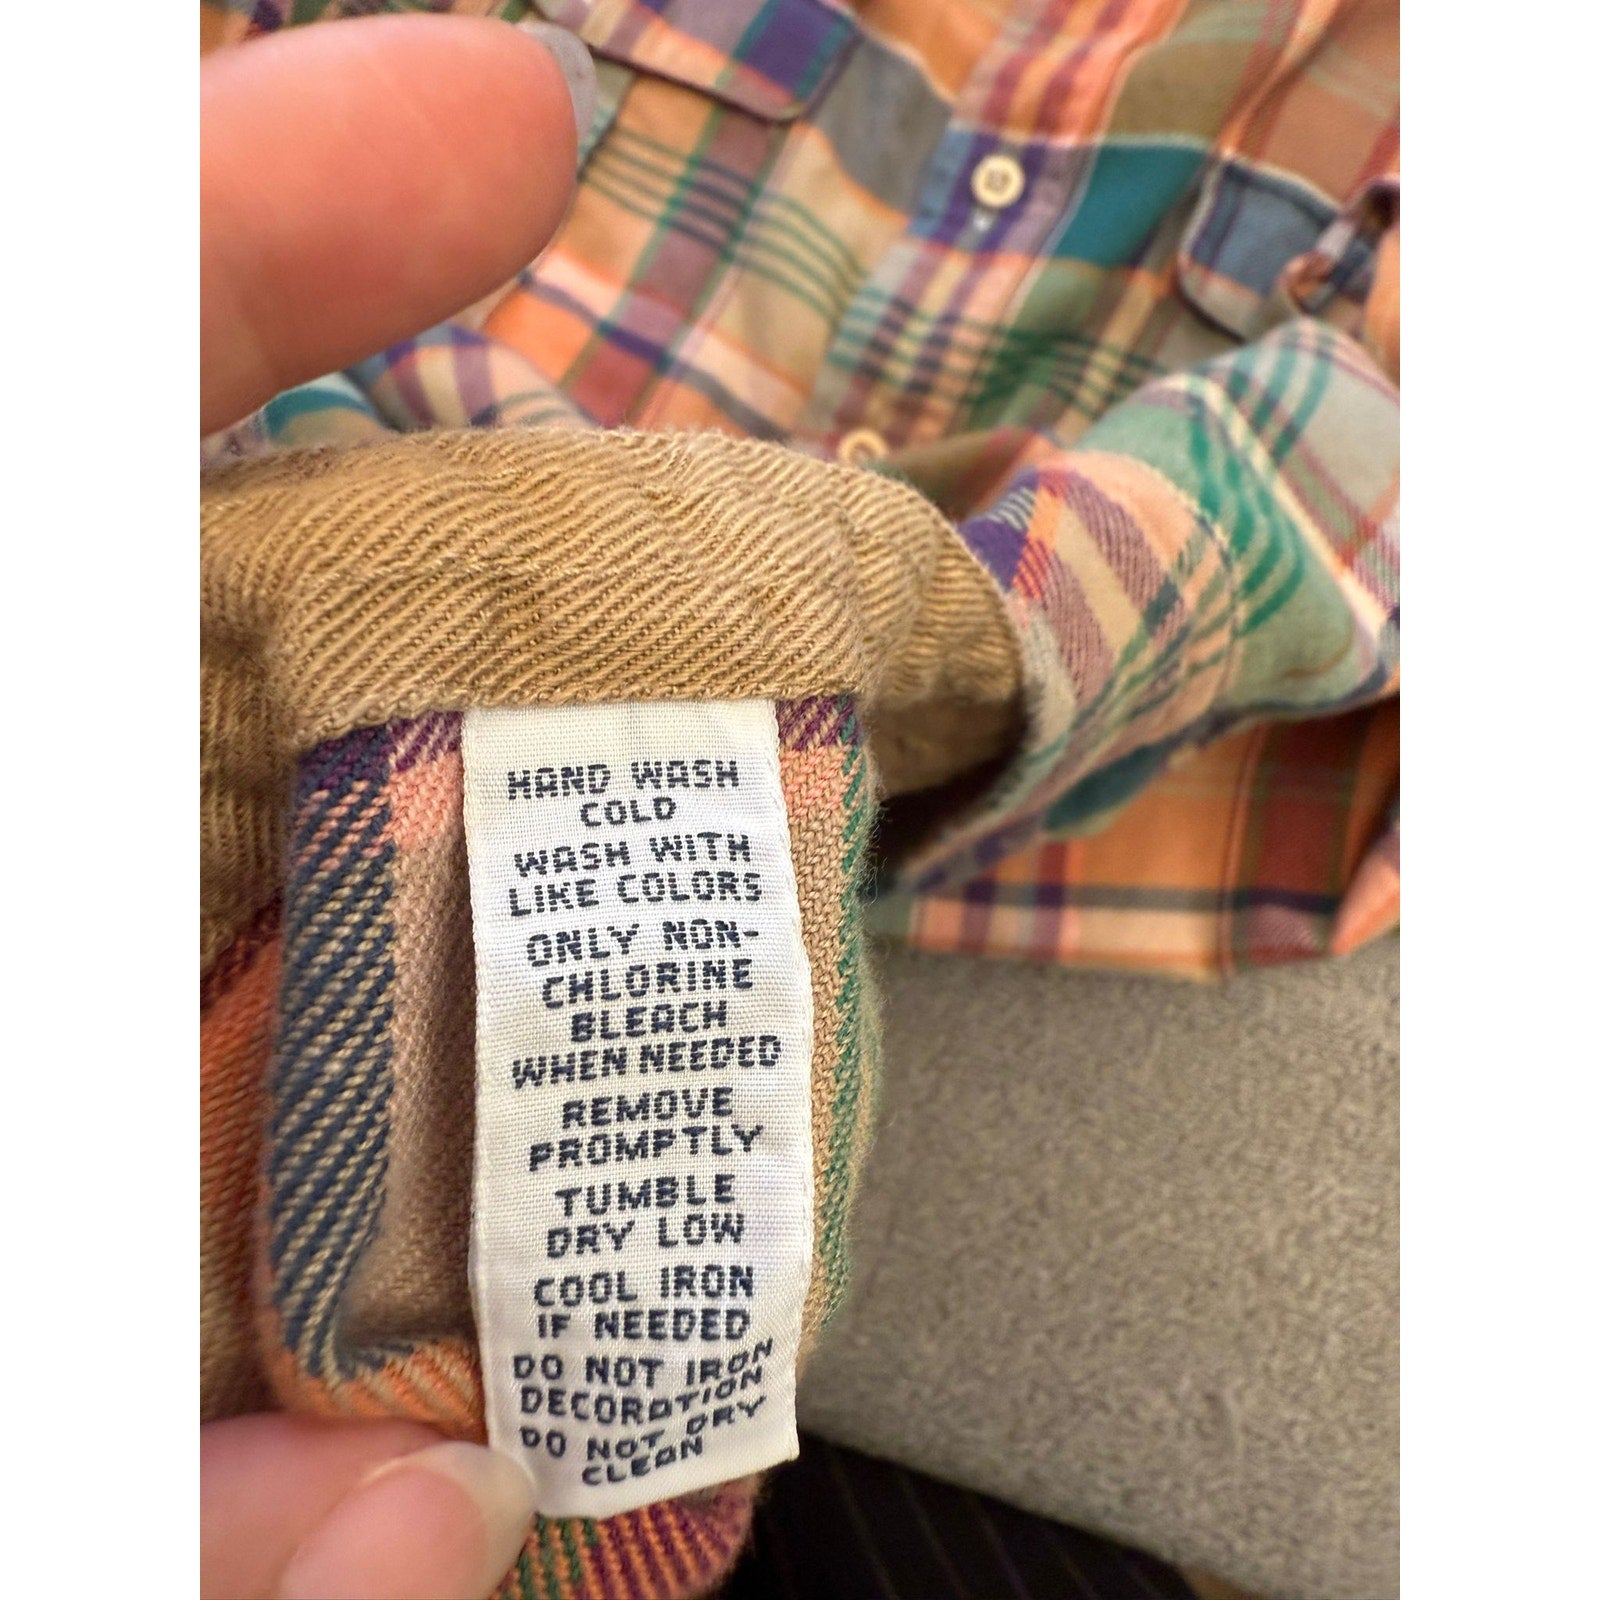 HAND WASH
COLD
WASH WITH
LIKE COLORS
ONLY NON-
CHLORINE
BLEACH
WHEN NEEDED
REMOVE
PROMPTLY
TUMBLE
DRY LOW
COOL IRON
IF NEEDED
DO NOT IRON
DECORATION
DO NOT DRY
CLEAN